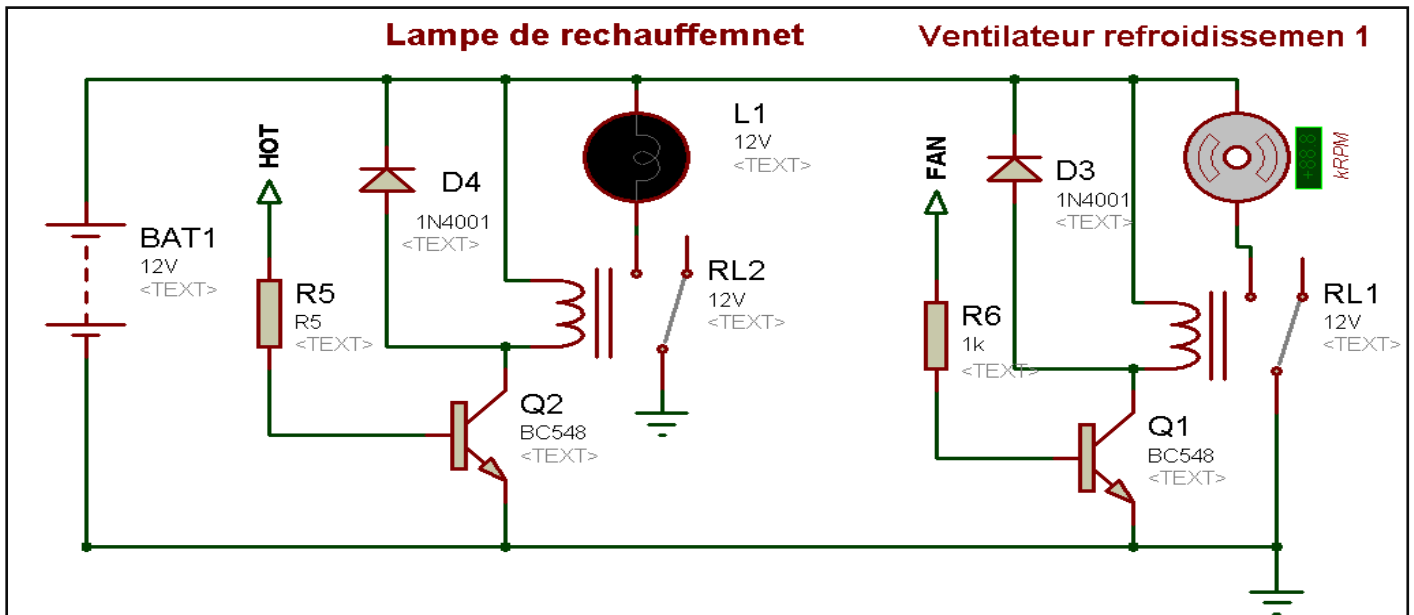 Lampe de rechauffemnet
Ventilateur refroidissemen 1
HOT
D4
1N4001
<TEXT>
L1
12V
<TEXT>
FAN
D3
1N4001
<TEXT>
+88.8
kRPM
BAT1
12V
<TEXT>
R5
R5
<TEXT>
RL2
12V
<TEXT>
R6
1k
<TEXT>
RL1
12V
<TEXT>
Q2
BC548
<TEXT>
Q1
BC548
<TEXT>